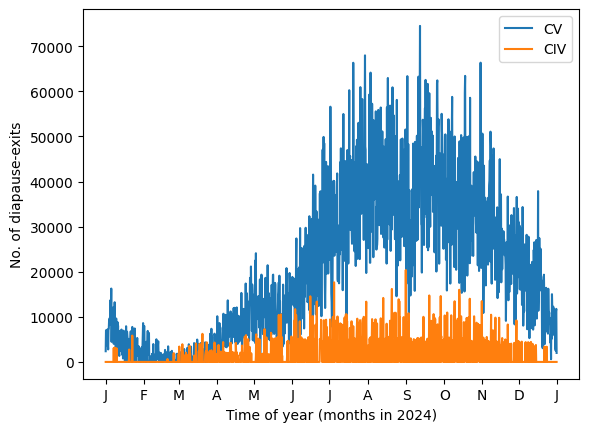 CV
CIV
70000
60000
50000
40000
30000
20000
10000
0
No. of diapause-exits
J F M A M J J A S O N D J
Time of year (months in 2024)